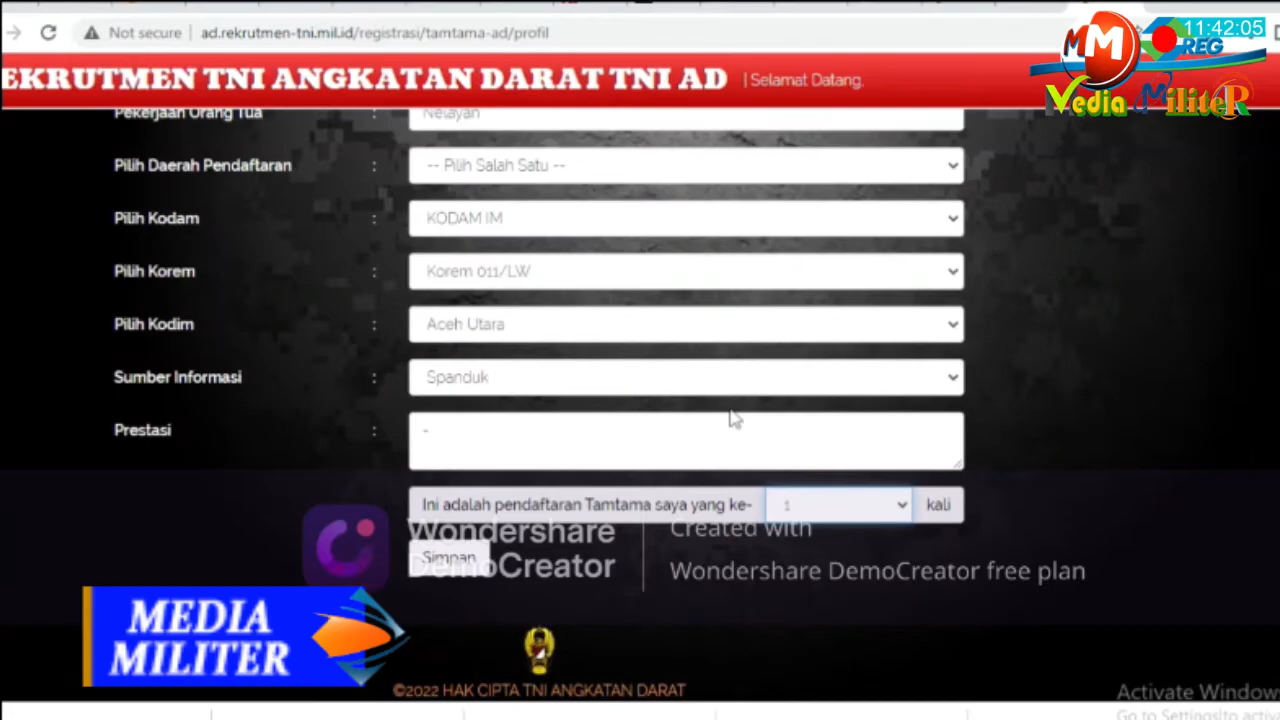 Not secure | ad.rekrutmen-tni.mil.id/registrasi/tamtama-ad/profil
11:42:05
MM REG
Vedia MiliteR
EKRUTMEN TNI ANGKATAN DARAT TNI AD | Selamat Datang.
Pekerjaan Orang Tua : Nelayan
Pilih Daerah Pendaftaran : -- Pilih Salah Satu --
Pilih Kodam : KODAM IM
Pilih Korem : Korem 011/LW
Pilih Kodim : Aceh Utara
Sumber Informasi : Spanduk
Prestasi : -
Ini adalah pendaftaran Tamtama saya yang ke- 1 kali
Simpan
Wondershare
DemoCreator
Created with
Wondershare DemoCreator free plan
MEDIA
MILITER
©2022 HAK CIPTA TNI ANGKATAN DARAT
Activate Window
Go to Settings to activ